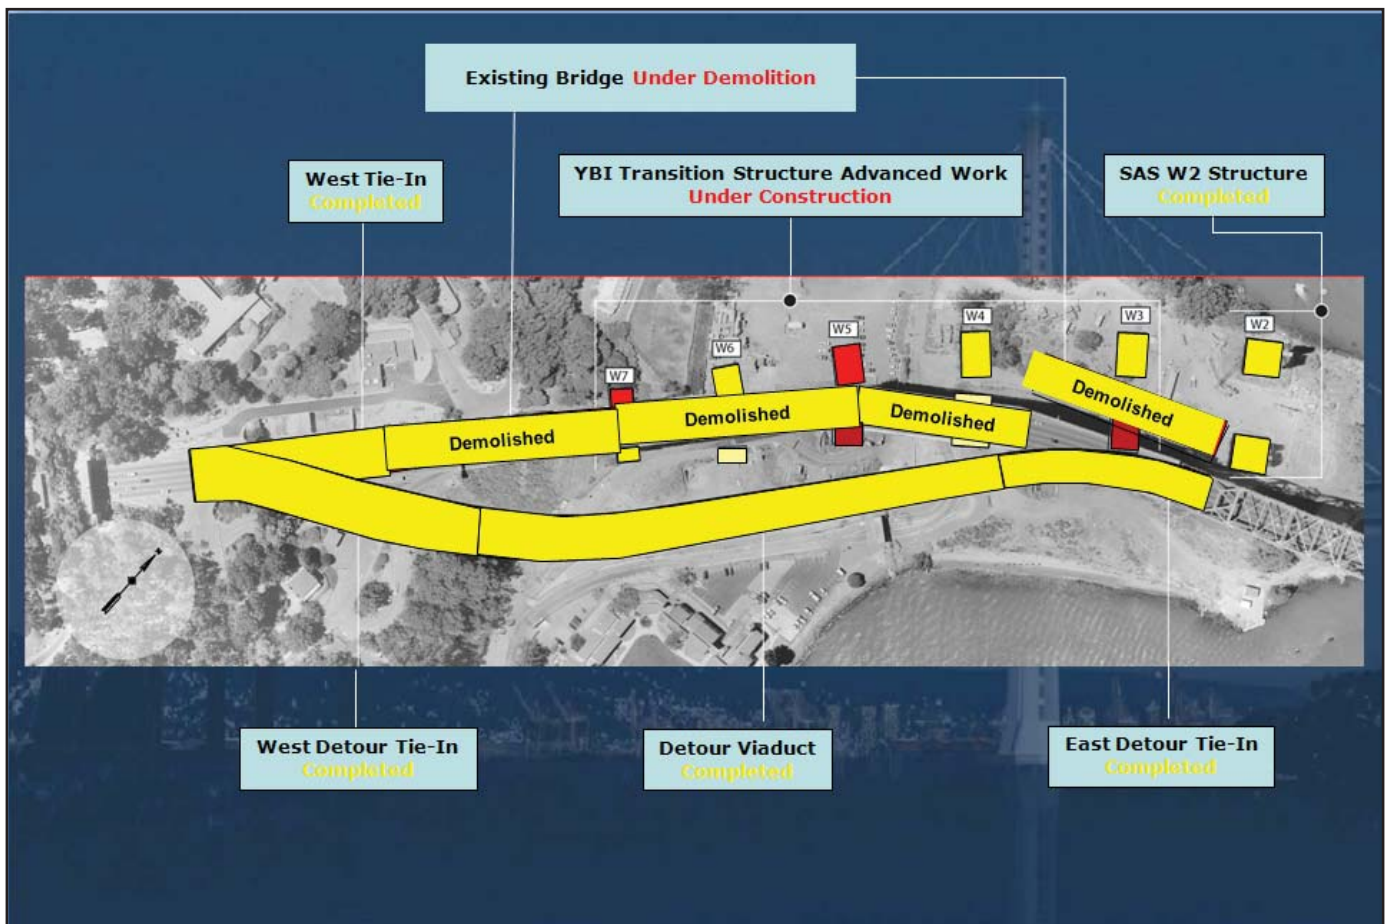 Existing Bridge Under Demolition
West Tie-In
Completed
YBI Transition Structure Advanced Work
Under Construction
SAS W2 Structure
Completed
W7
W6
W5
W4
W3
W2
Demolished
Demolished
Demolished
Demolished
West Detour Tie-In
Completed
Detour Viaduct
Completed
East Detour Tie-In
Completed